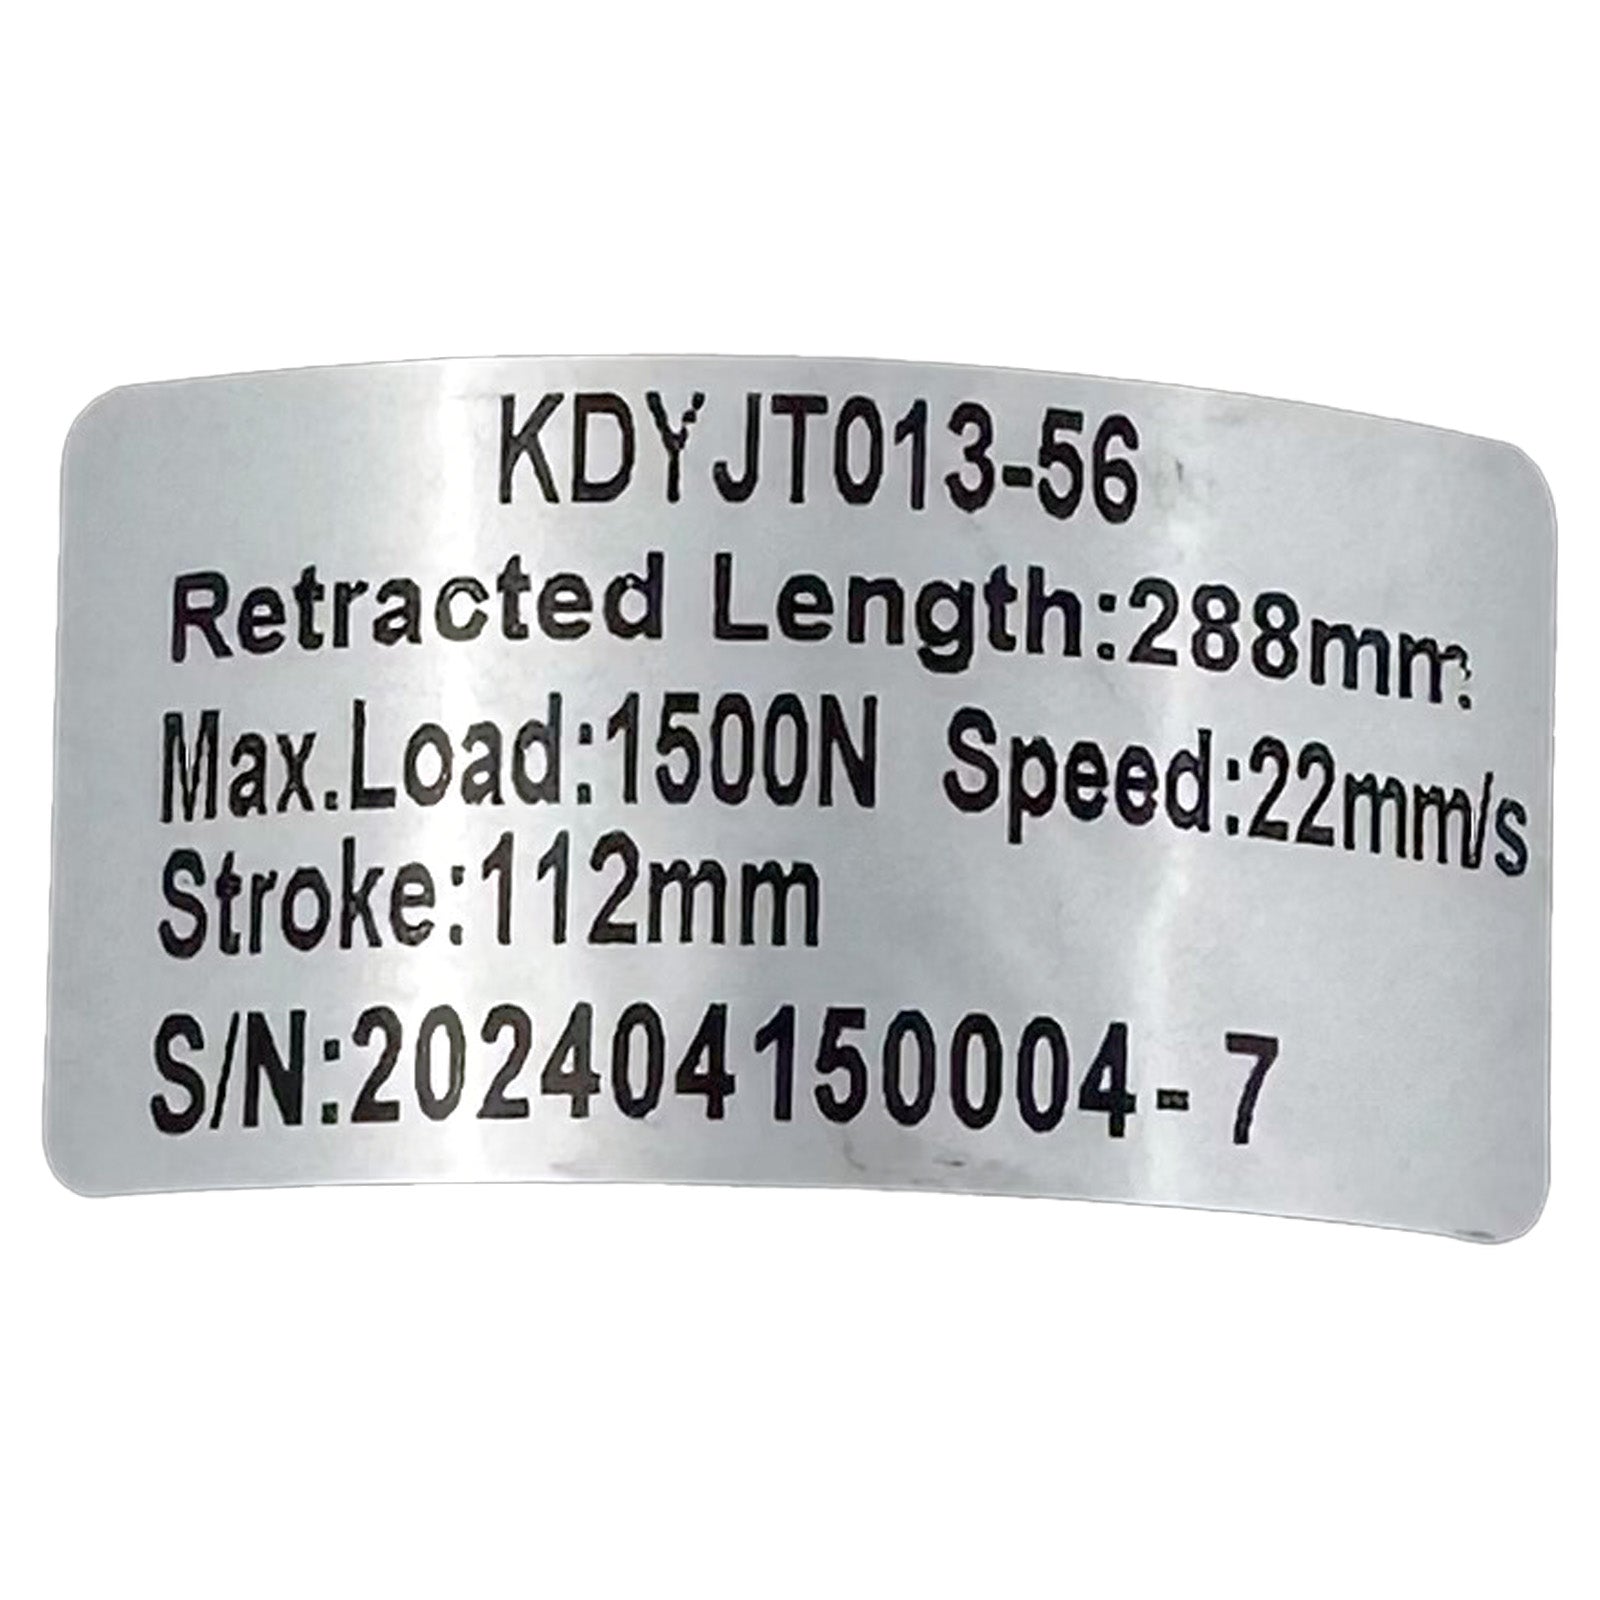 KDYJT013-56
Retracted Length:288mm
Max.Load:1500N Speed:22mm/s
Stroke:112mm
S/N:202404150004-7